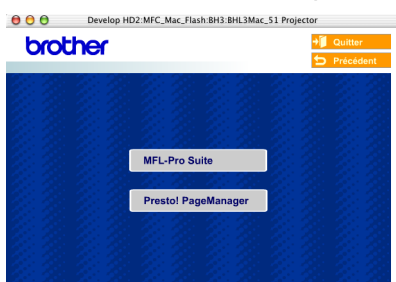 Develop HD2:MFC_Mac_Flash:BH3:BHL3Mac_51 Projector
brother
Quitter
Précédent
MFL-Pro Suite
Presto! PageManager